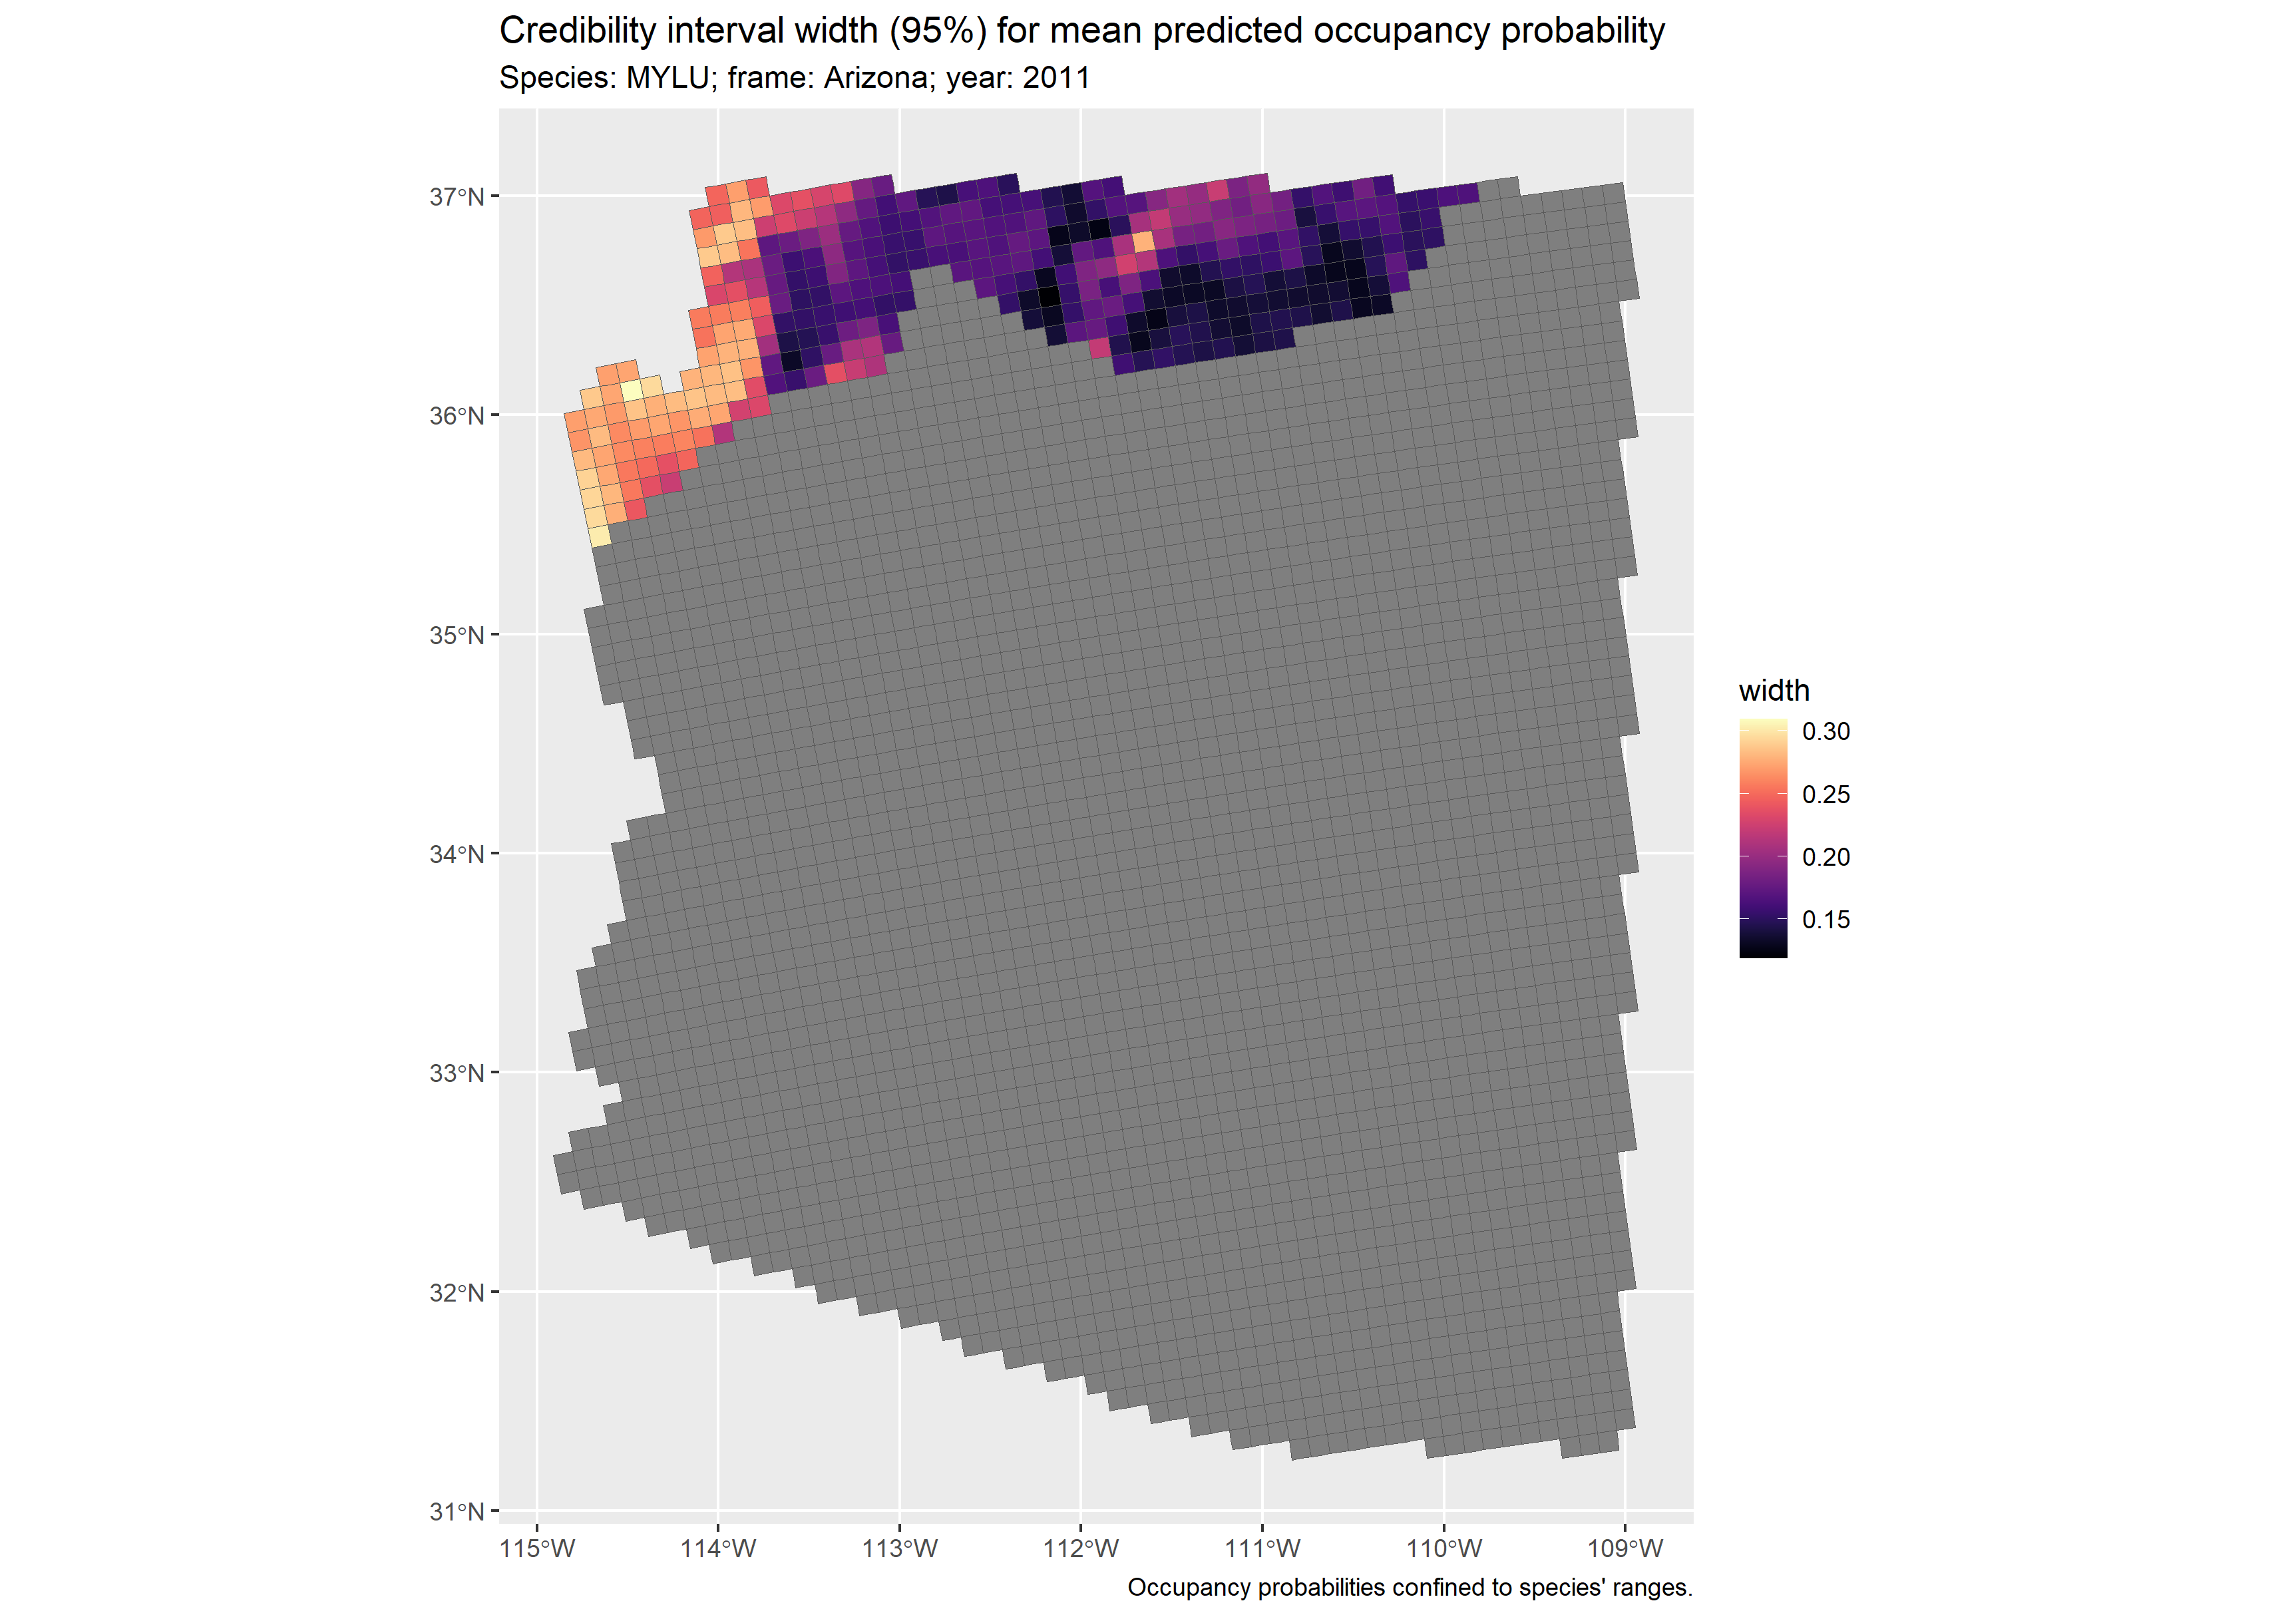 Credibility interval width (95%) for mean predicted occupancy probability
Species: MYLU; frame: Arizona; year: 2011
37°N
36°N
35°N
34°N
33°N
32°N
31°N
115°W
114°W
113°W
112°W
111°W
110°W
109°W
width
0.30
0.25
0.20
0.15
Occupancy probabilities confined to species' ranges.